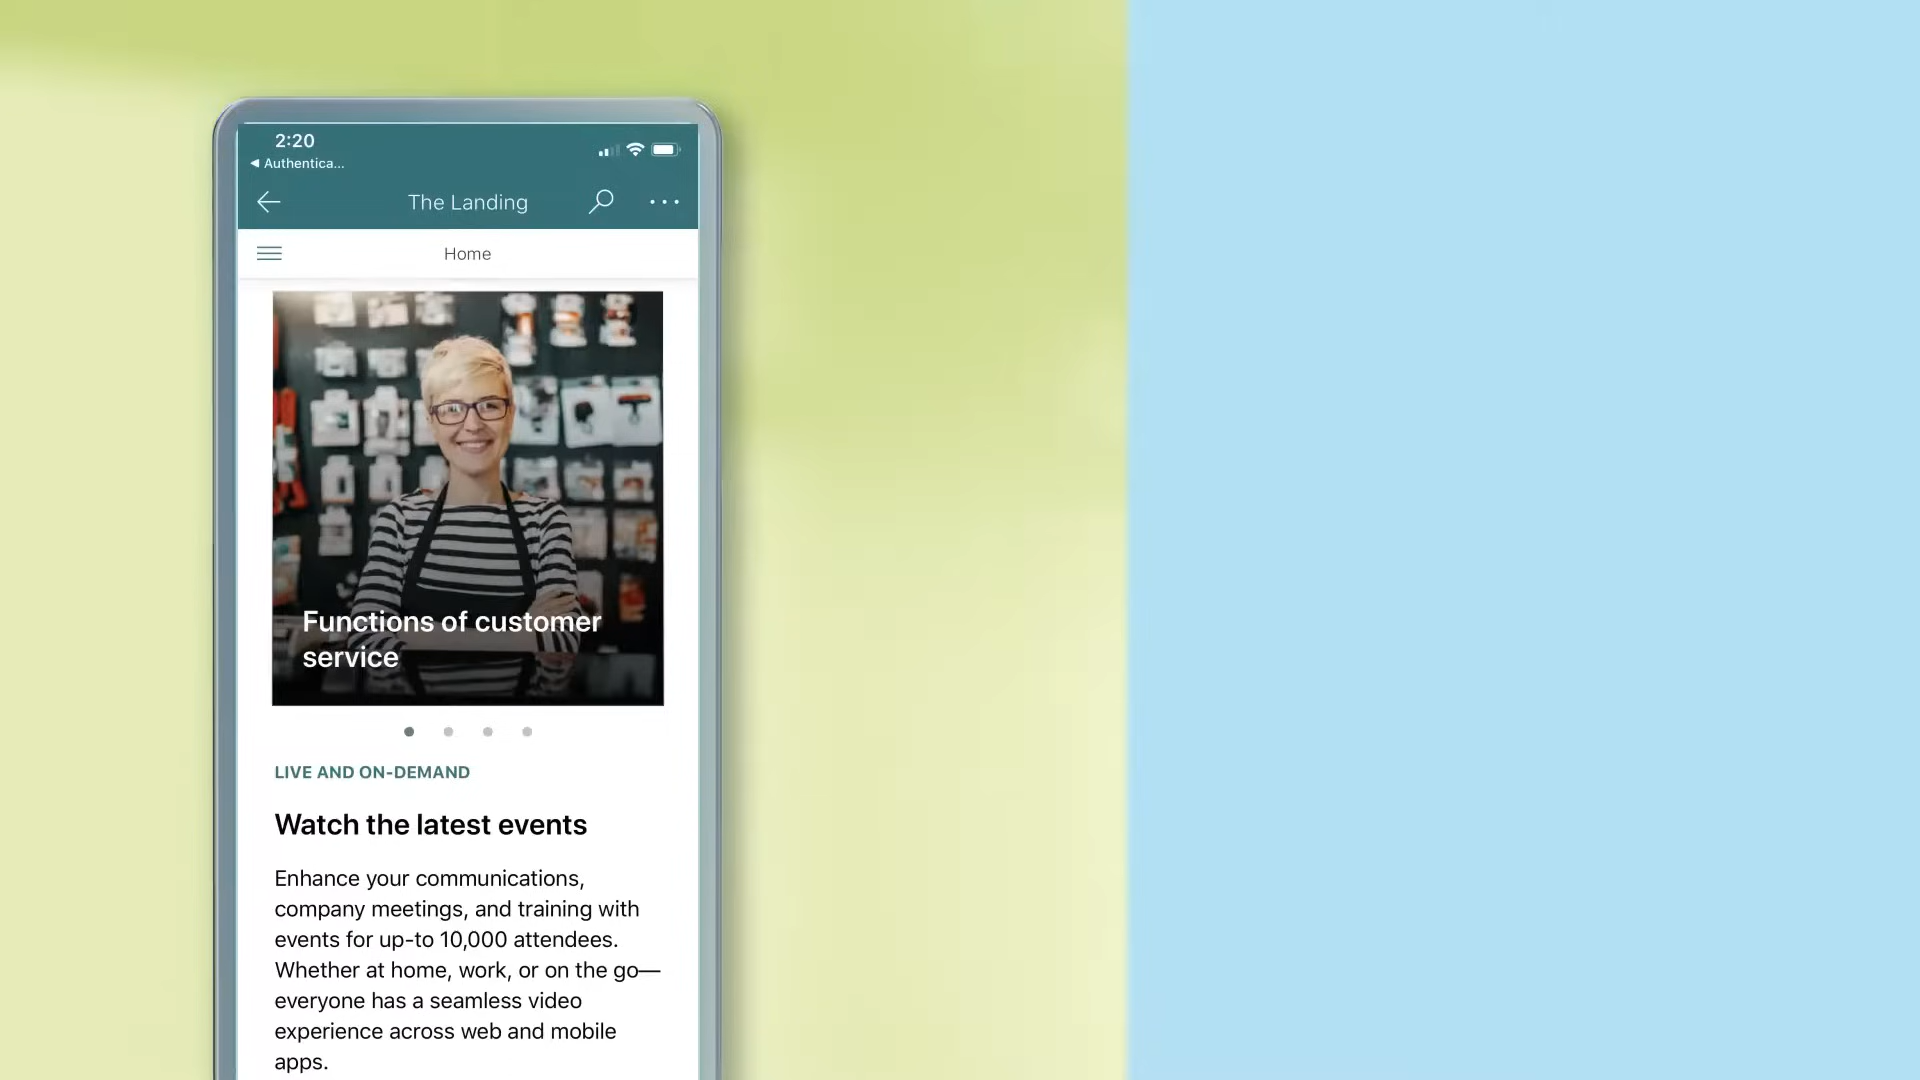 2:20
◀ Authentica...
The Landing
Home
Functions of customer
service
LIVE AND ON-DEMAND
Watch the latest events
Enhance your communications,
company meetings, and training with
events for up-to 10,000 attendees.
Whether at home, work, or on the go—
everyone has a seamless video
experience across web and mobile
apps.